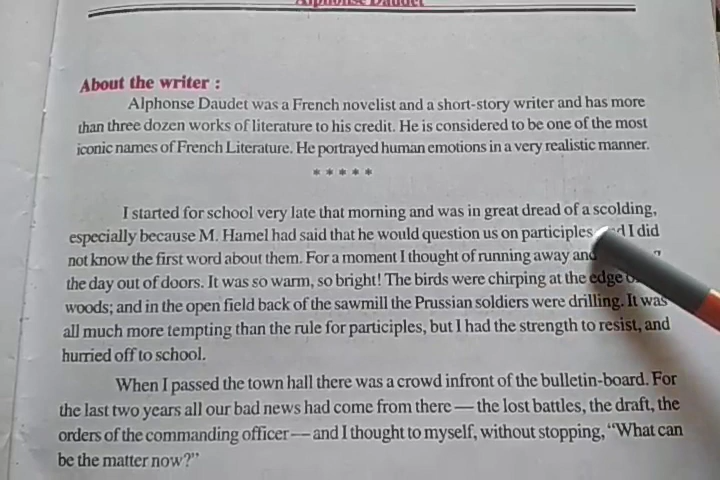 Alphonse Daudet
About the writer :
Alphonse Daudet was a French novelist and a short-story writer and has more
than three dozen works of literature to his credit. He is considered to be one of the most
iconic names of French Literature. He portrayed human emotions in a very realistic manner.
* * * * *
I started for school very late that morning and was in great dread of a scolding,
especially because M. Hamel had said that he would question us on participles I did
not know the first word about them. For a moment I thought of running away and
the day out of doors. It was so warm, so bright! The birds were chirping at the edge
woods; and in the open field back of the sawmill the Prussian soldiers were drilling. It was
all much more tempting than the rule for participles, but I had the strength to resist, and
hurried off to school.
When I passed the town hall there was a crowd infront of the bulletin-board. For
the last two years all our bad news had come from there — the lost battles, the draft, the
orders of the commanding officer — and I thought to myself, without stopping, “What can
be the matter now?”